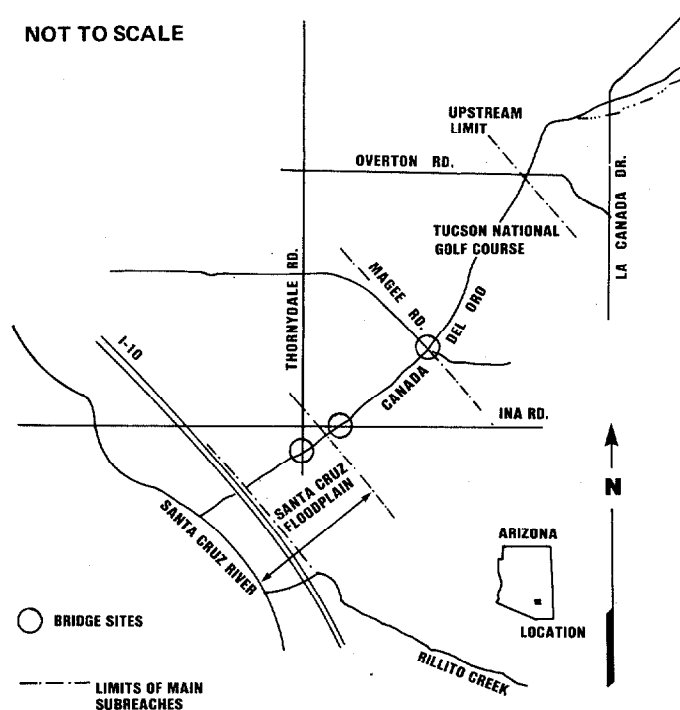 NOT TO SCALE
UPSTREAM
LIMIT
OVERTON RD.
LA CANADA DR.
TUCSON NATIONAL
GOLF COURSE
THORNYDALE RD.
MAGEE RD.
DEL ORO
I-10
CANADA
INA RD.
SANTA CRUZ
FLOODPLAIN
N
SANTA CRUZ RIVER
ARIZONA
BRIDGE SITES
LOCATION
RILLITO CREEK
LIMITS OF MAIN
SUBREACHES